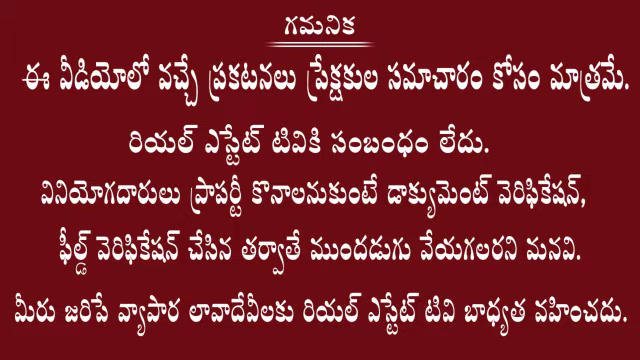 గమనిక
ఈ వీడియోలో వచ్చే ప్రకటనలు ప్రేక్షకుల సమాచారం కోసం మాత్రమే.
రియల్ ఎస్టేట్ టివికి సంబంధం లేదు.
వినియోగదారులు ప్రాపర్టీ కొనాలనుకుంటే డాక్యుమెంట్ వెరిఫికేషన్,
ఫీల్డ్ వెరిఫికేషన్ చేసిన తర్వాతే ముందడుగు వేయగలరని మనవి.
మీరు జరిపే వ్యాపార లావాదేవీలకు రియల్ ఎస్టేట్ టివి బాధ్యత వహించదు.